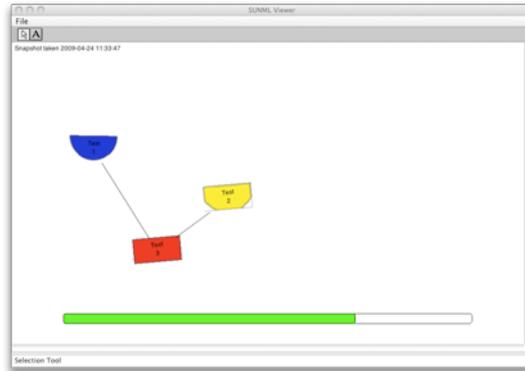 SUNML Viewer
File
A
Snapshot taken 2009-04-24 11:33:47
Test
1
Test
2
Test
3
Selection Tool